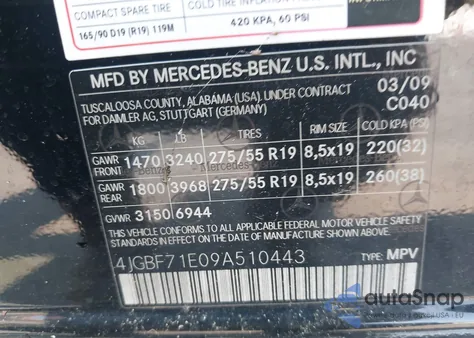 COMPACT SPARE TIRE
COLD TIRE INFLATION
165/90 D19 (R19) 119M
420 KPA, 60 PSI
MFD BY MERCEDES-BENZ U.S. INTL., INC
TUSCALOOSA COUNTY, ALABAMA (USA), UNDER CONTRACT 03/09
FOR DAIMLER AG, STUTTGART (GERMANY) C040
KG LB TIRES RIM SIZE COLD KPA (PSI)
GAWR FRONT 1470 3240 275/55 R19 8,5x19 220(32)
GAWR REAR 1800 3968 275/55 R19 8,5x19 260(38)
GVWR 3150 6944
THIS VEHICLE CONFORMS TO ALL APPLICABLE FEDERAL MOTOR VEHICLE SAFETY
STANDARDS IN EFFECT ON THE DATE OF MANUFACTURE SHOWN ABOVE.
4JGBF71E09A510443 TYPE: MPV
autoSnap